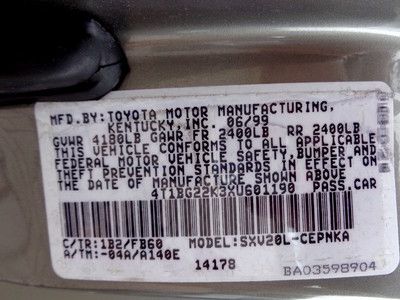 MFD.BY:TOYOTA MOTOR MANUFACTURING,
KENTUCKY,INC. 06/99
GVWR 4180LB GAWR FR 2400LB RR 2400LB
THIS VEHICLE CONFORMS TO ALL APPLICABLE
FEDERAL MOTOR VEHICLE SAFETY, BUMPER AND
THEFT PREVENTION STANDARDS IN EFFECT ON
THE DATE OF MANUFACTURE SHOWN ABOVE.
4T1BG22K3XU601190 PASS.CAR
C/TR:1B2/FB60 MODEL:SXV20L-CEPNKA
A/TM:-04A/A140E
14178 BA03598904